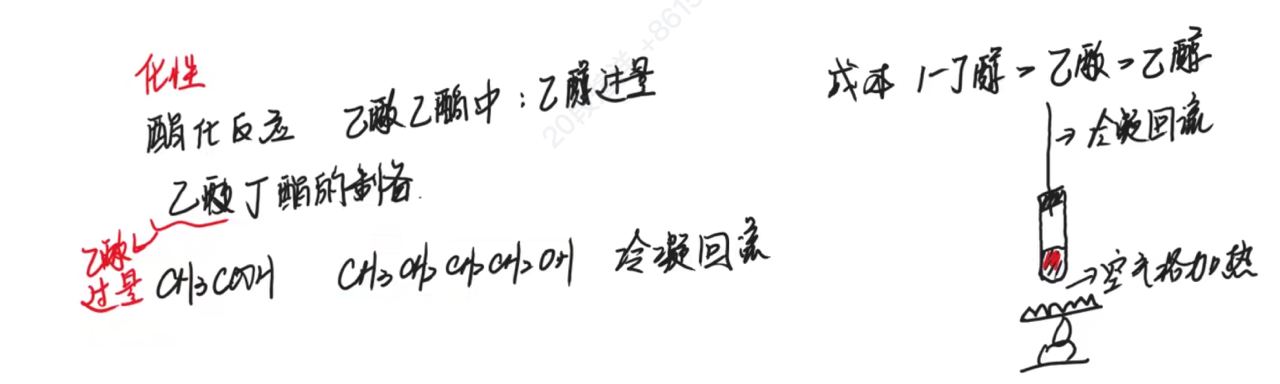 化性
酯化反应 乙酸乙酯中：乙醇过量
乙酸丁酯的制备.
乙酸
过量
CH3COOH CH3CH2CH2CH2OH 冷凝回流
成本 1-丁醇>乙酸>乙醇
→冷凝回流
→空气浴加热